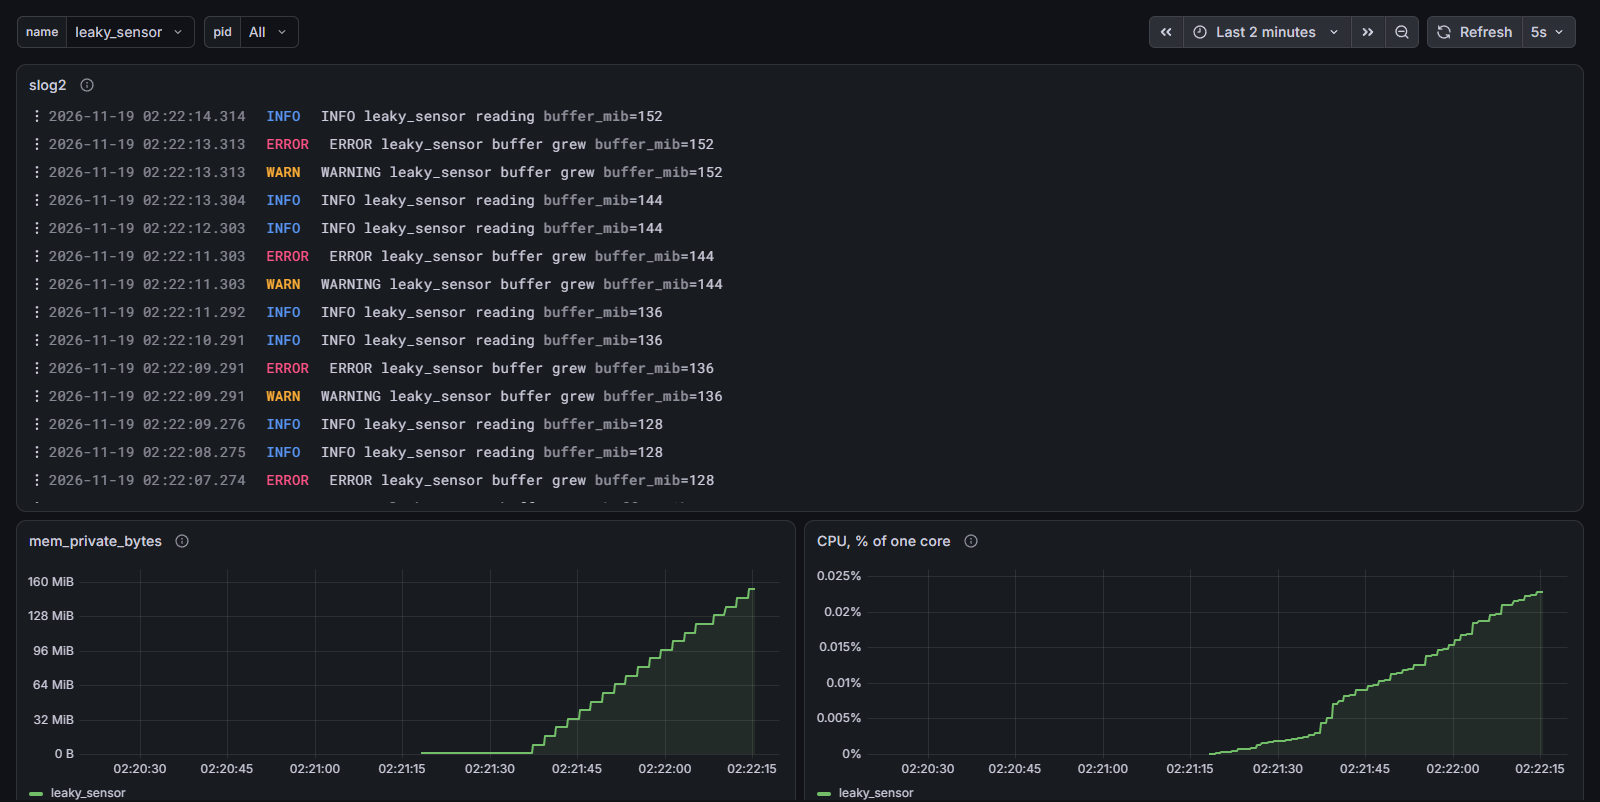 name leaky_sensor pid All Last 2 minutes Refresh 5s
slog2
2026-11-19 02:22:14.314 INFO INFO leaky_sensor reading buffer_mib=152
2026-11-19 02:22:13.313 ERROR ERROR leaky_sensor buffer grew buffer_mib=152
2026-11-19 02:22:13.313 WARN WARNING leaky_sensor buffer grew buffer_mib=152
2026-11-19 02:22:13.304 INFO INFO leaky_sensor reading buffer_mib=144
2026-11-19 02:22:12.303 INFO INFO leaky_sensor reading buffer_mib=144
2026-11-19 02:22:11.303 ERROR ERROR leaky_sensor buffer grew buffer_mib=144
2026-11-19 02:22:11.303 WARN WARNING leaky_sensor buffer grew buffer_mib=144
2026-11-19 02:22:11.292 INFO INFO leaky_sensor reading buffer_mib=136
2026-11-19 02:22:10.291 INFO INFO leaky_sensor reading buffer_mib=136
2026-11-19 02:22:09.291 ERROR ERROR leaky_sensor buffer grew buffer_mib=136
2026-11-19 02:22:09.291 WARN WARNING leaky_sensor buffer grew buffer_mib=136
2026-11-19 02:22:09.276 INFO INFO leaky_sensor reading buffer_mib=128
2026-11-19 02:22:08.275 INFO INFO leaky_sensor reading buffer_mib=128
2026-11-19 02:22:07.274 ERROR ERROR leaky_sensor buffer grew buffer_mib=128
mem_private_bytes
160 MiB
128 MiB
96 MiB
64 MiB
32 MiB
0 B
02:20:30 02:20:45 02:21:00 02:21:15 02:21:30 02:21:45 02:22:00 02:22:15
leaky_sensor
CPU, % of one core
0.025%
0.02%
0.015%
0.01%
0.005%
0%
02:20:30 02:20:45 02:21:00 02:21:15 02:21:30 02:21:45 02:22:00 02:22:15
leaky_sensor